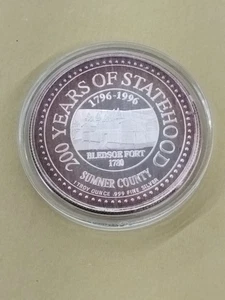 200 YEARS OF STATEHOOD
1796-1996
BLEDSOE FORT
1780
SUMNER COUNTY
1 TROY OUNCE .999 FINE SILVER